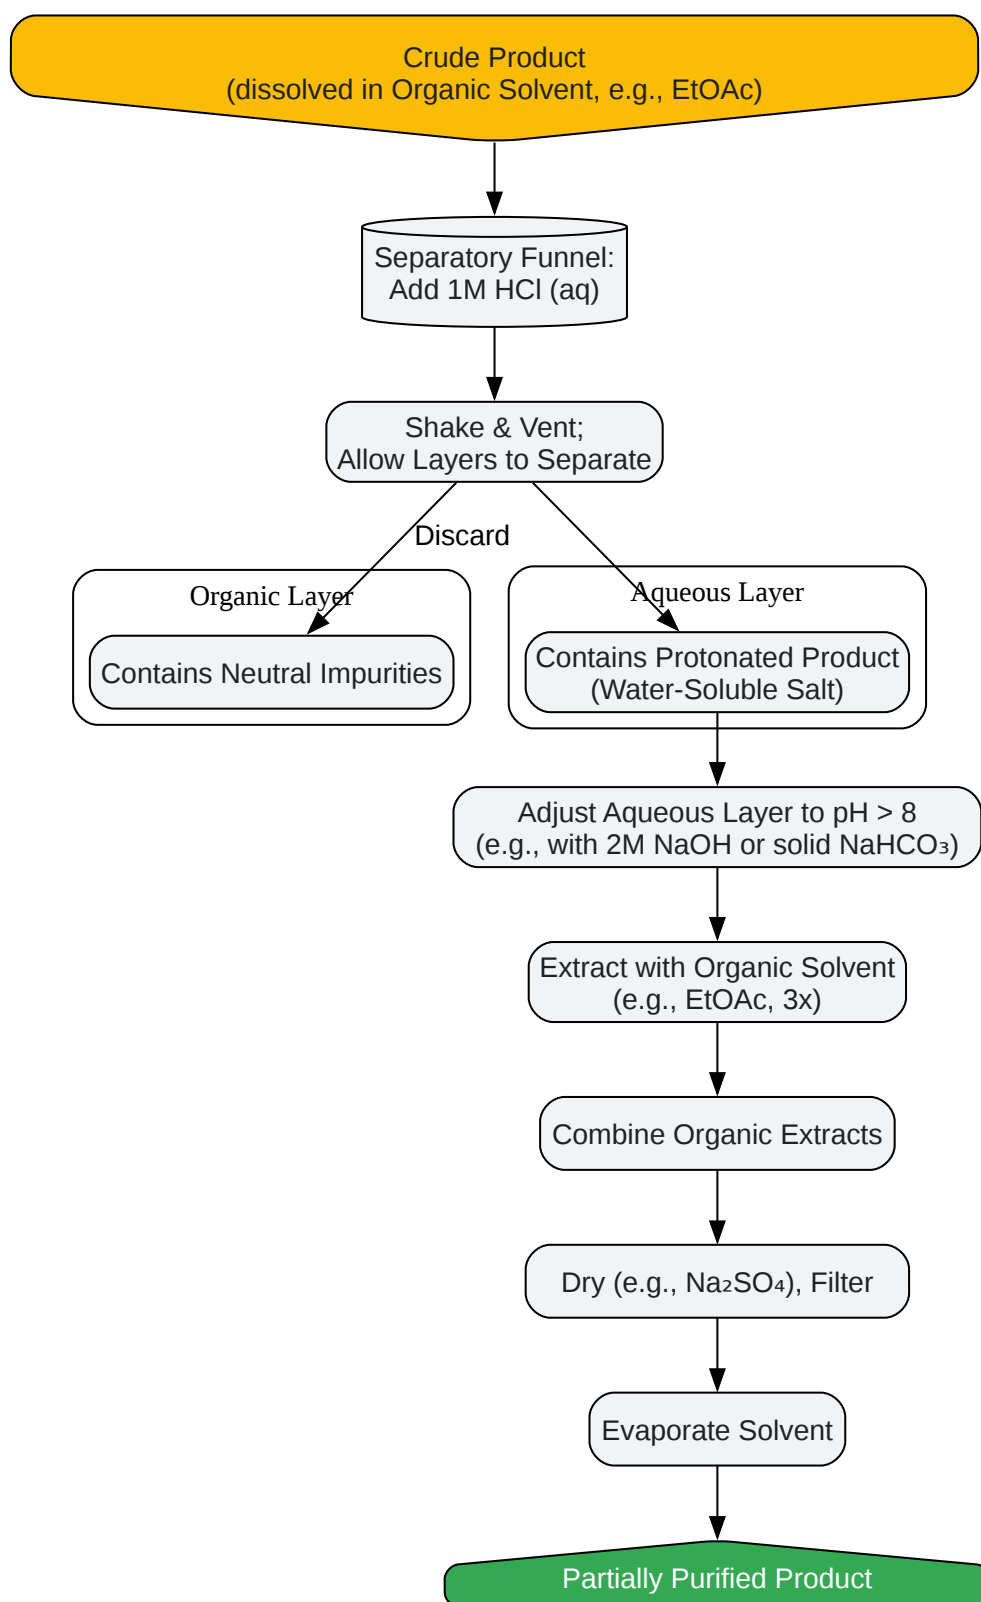 Crude Product
(dissolved in Organic Solvent, e.g., EtOAc)
Separatory Funnel:
Add 1M HCl (aq)
Shake & Vent;
Allow Layers to Separate
Discard
Organic Layer
Contains Neutral Impurities
Aqueous Layer
Contains Protonated Product
(Water-Soluble Salt)
Adjust Aqueous Layer to pH > 8
(e.g., with 2M NaOH or solid NaHCO₃)
Extract with Organic Solvent
(e.g., EtOAc, 3x)
Combine Organic Extracts
Dry (e.g., Na₂SO₄), Filter
Evaporate Solvent
Partially Purified Product